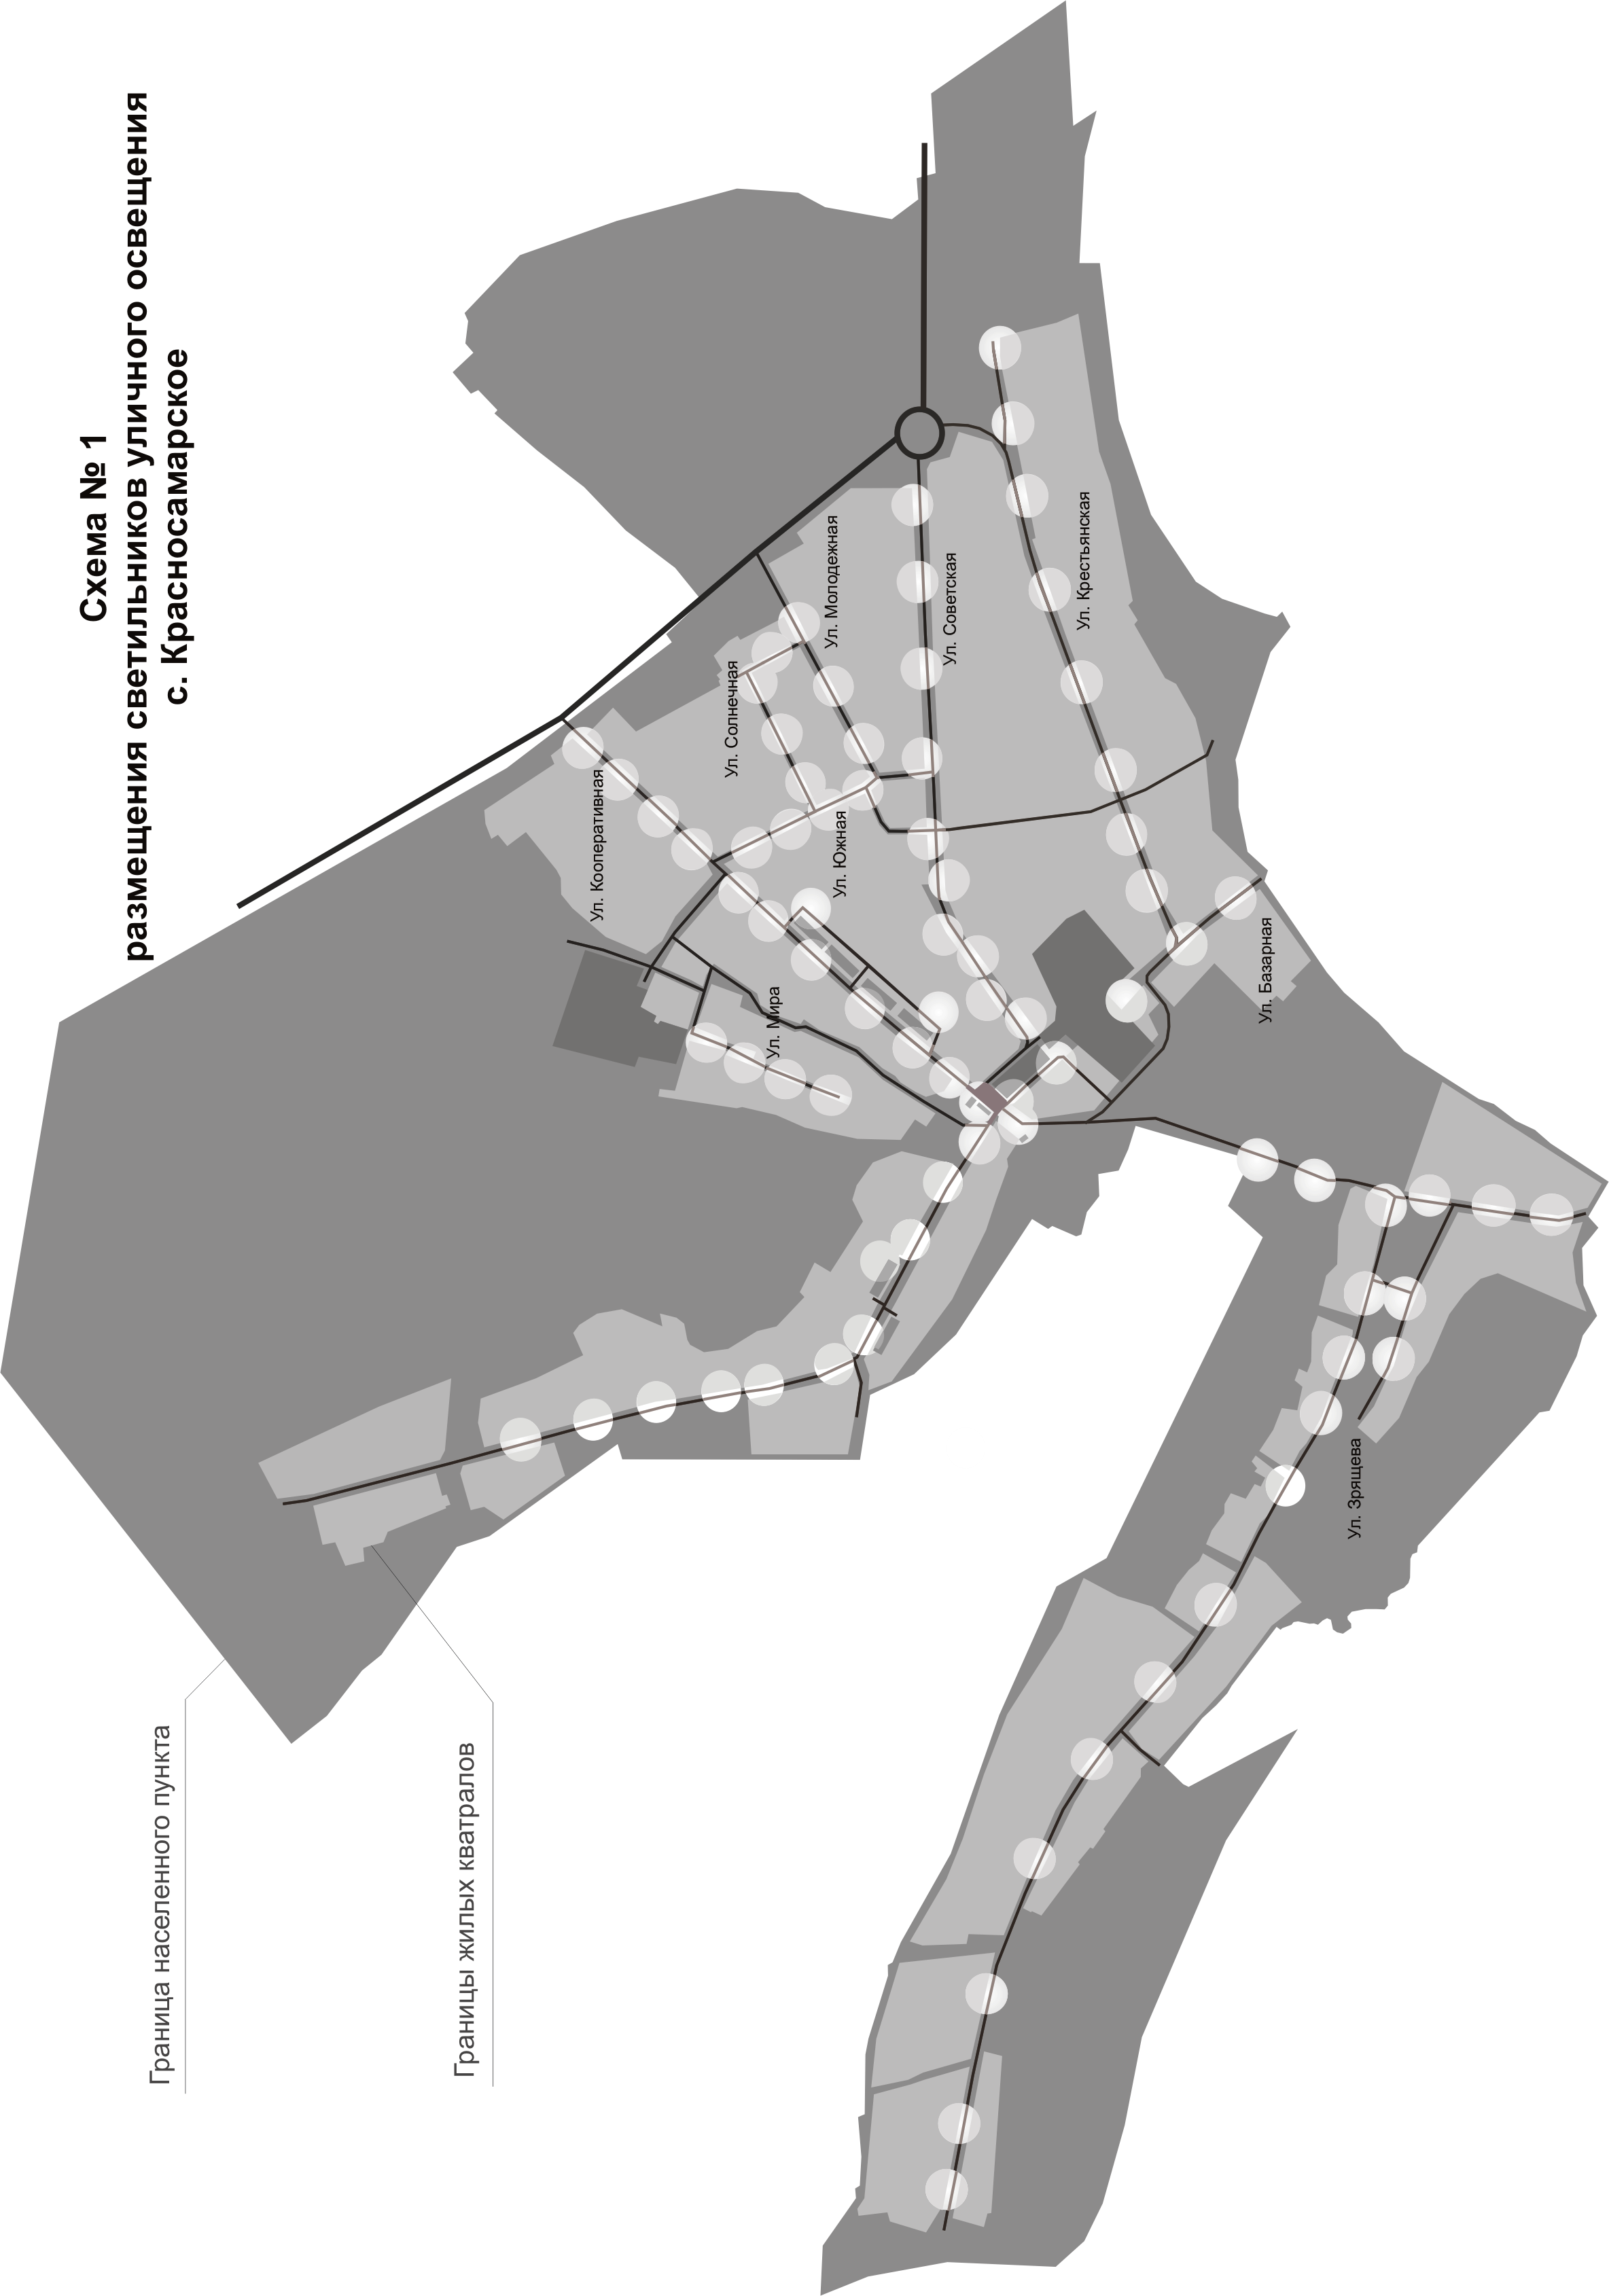 Схема № 1
размещения светильников уличного освещения
с. Красносамарское
Ул. Молодежная
Ул. Советская
Ул. Крестьянская
Ул. Солнечная
Ул. Кооперативная
Ул. Южная
Ул. Мира
Ул. Базарная
Ул. Зрящева
Граница населенного пункта
Границы жилых кватралов